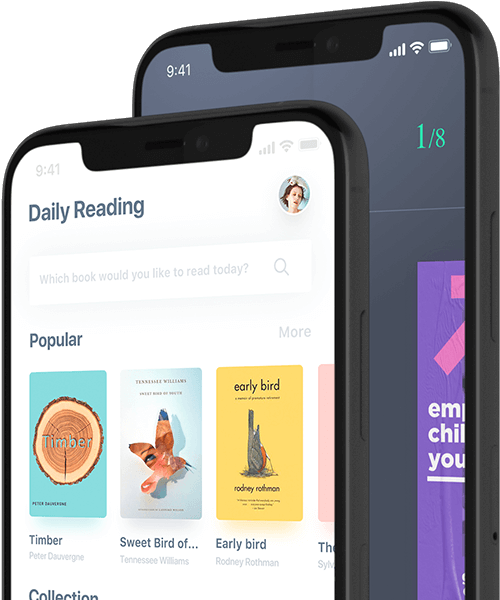 9:41
1/8
9:41
Daily Reading
Which book would you like to read today?
Popular
More
Timber
PETER DAUVERGNE
TENNESSEE WILLIAMS
SWEET BIRD OF YOUTH
early bird
a memoir of premature retirement
rodney rothman
Timber
Peter Dauvergne
Sweet Bird of...
Tennessee Williams
Early bird
Rodney Rothman
The
Sylv
Collection
emp
chil
you